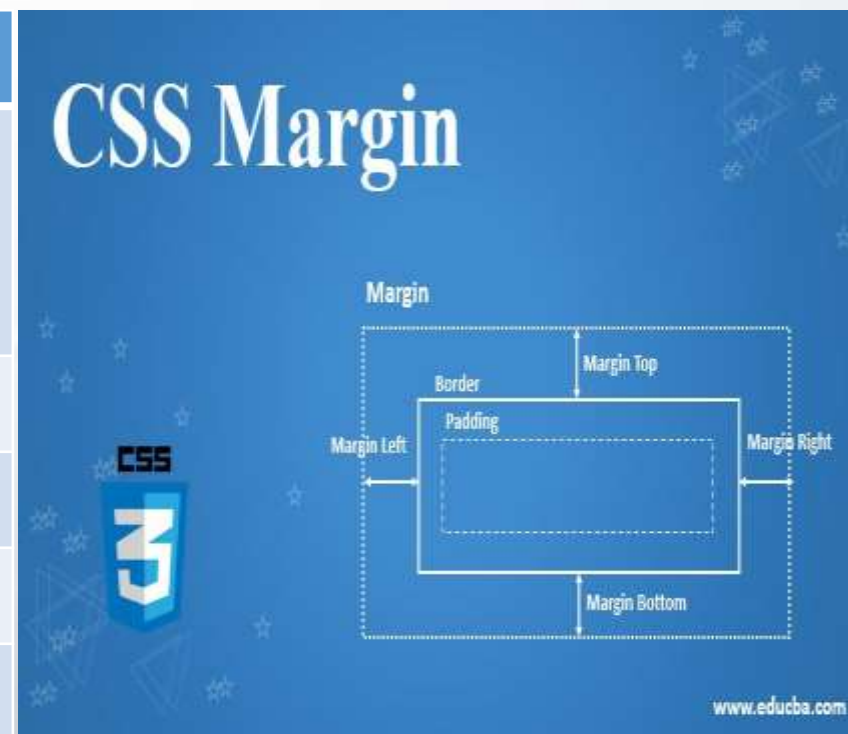 CSS Margin
Margin
Margin Top
Border
Padding
Margin Left
Margin Right
CSS
3
Margin Bottom
www.educba.com